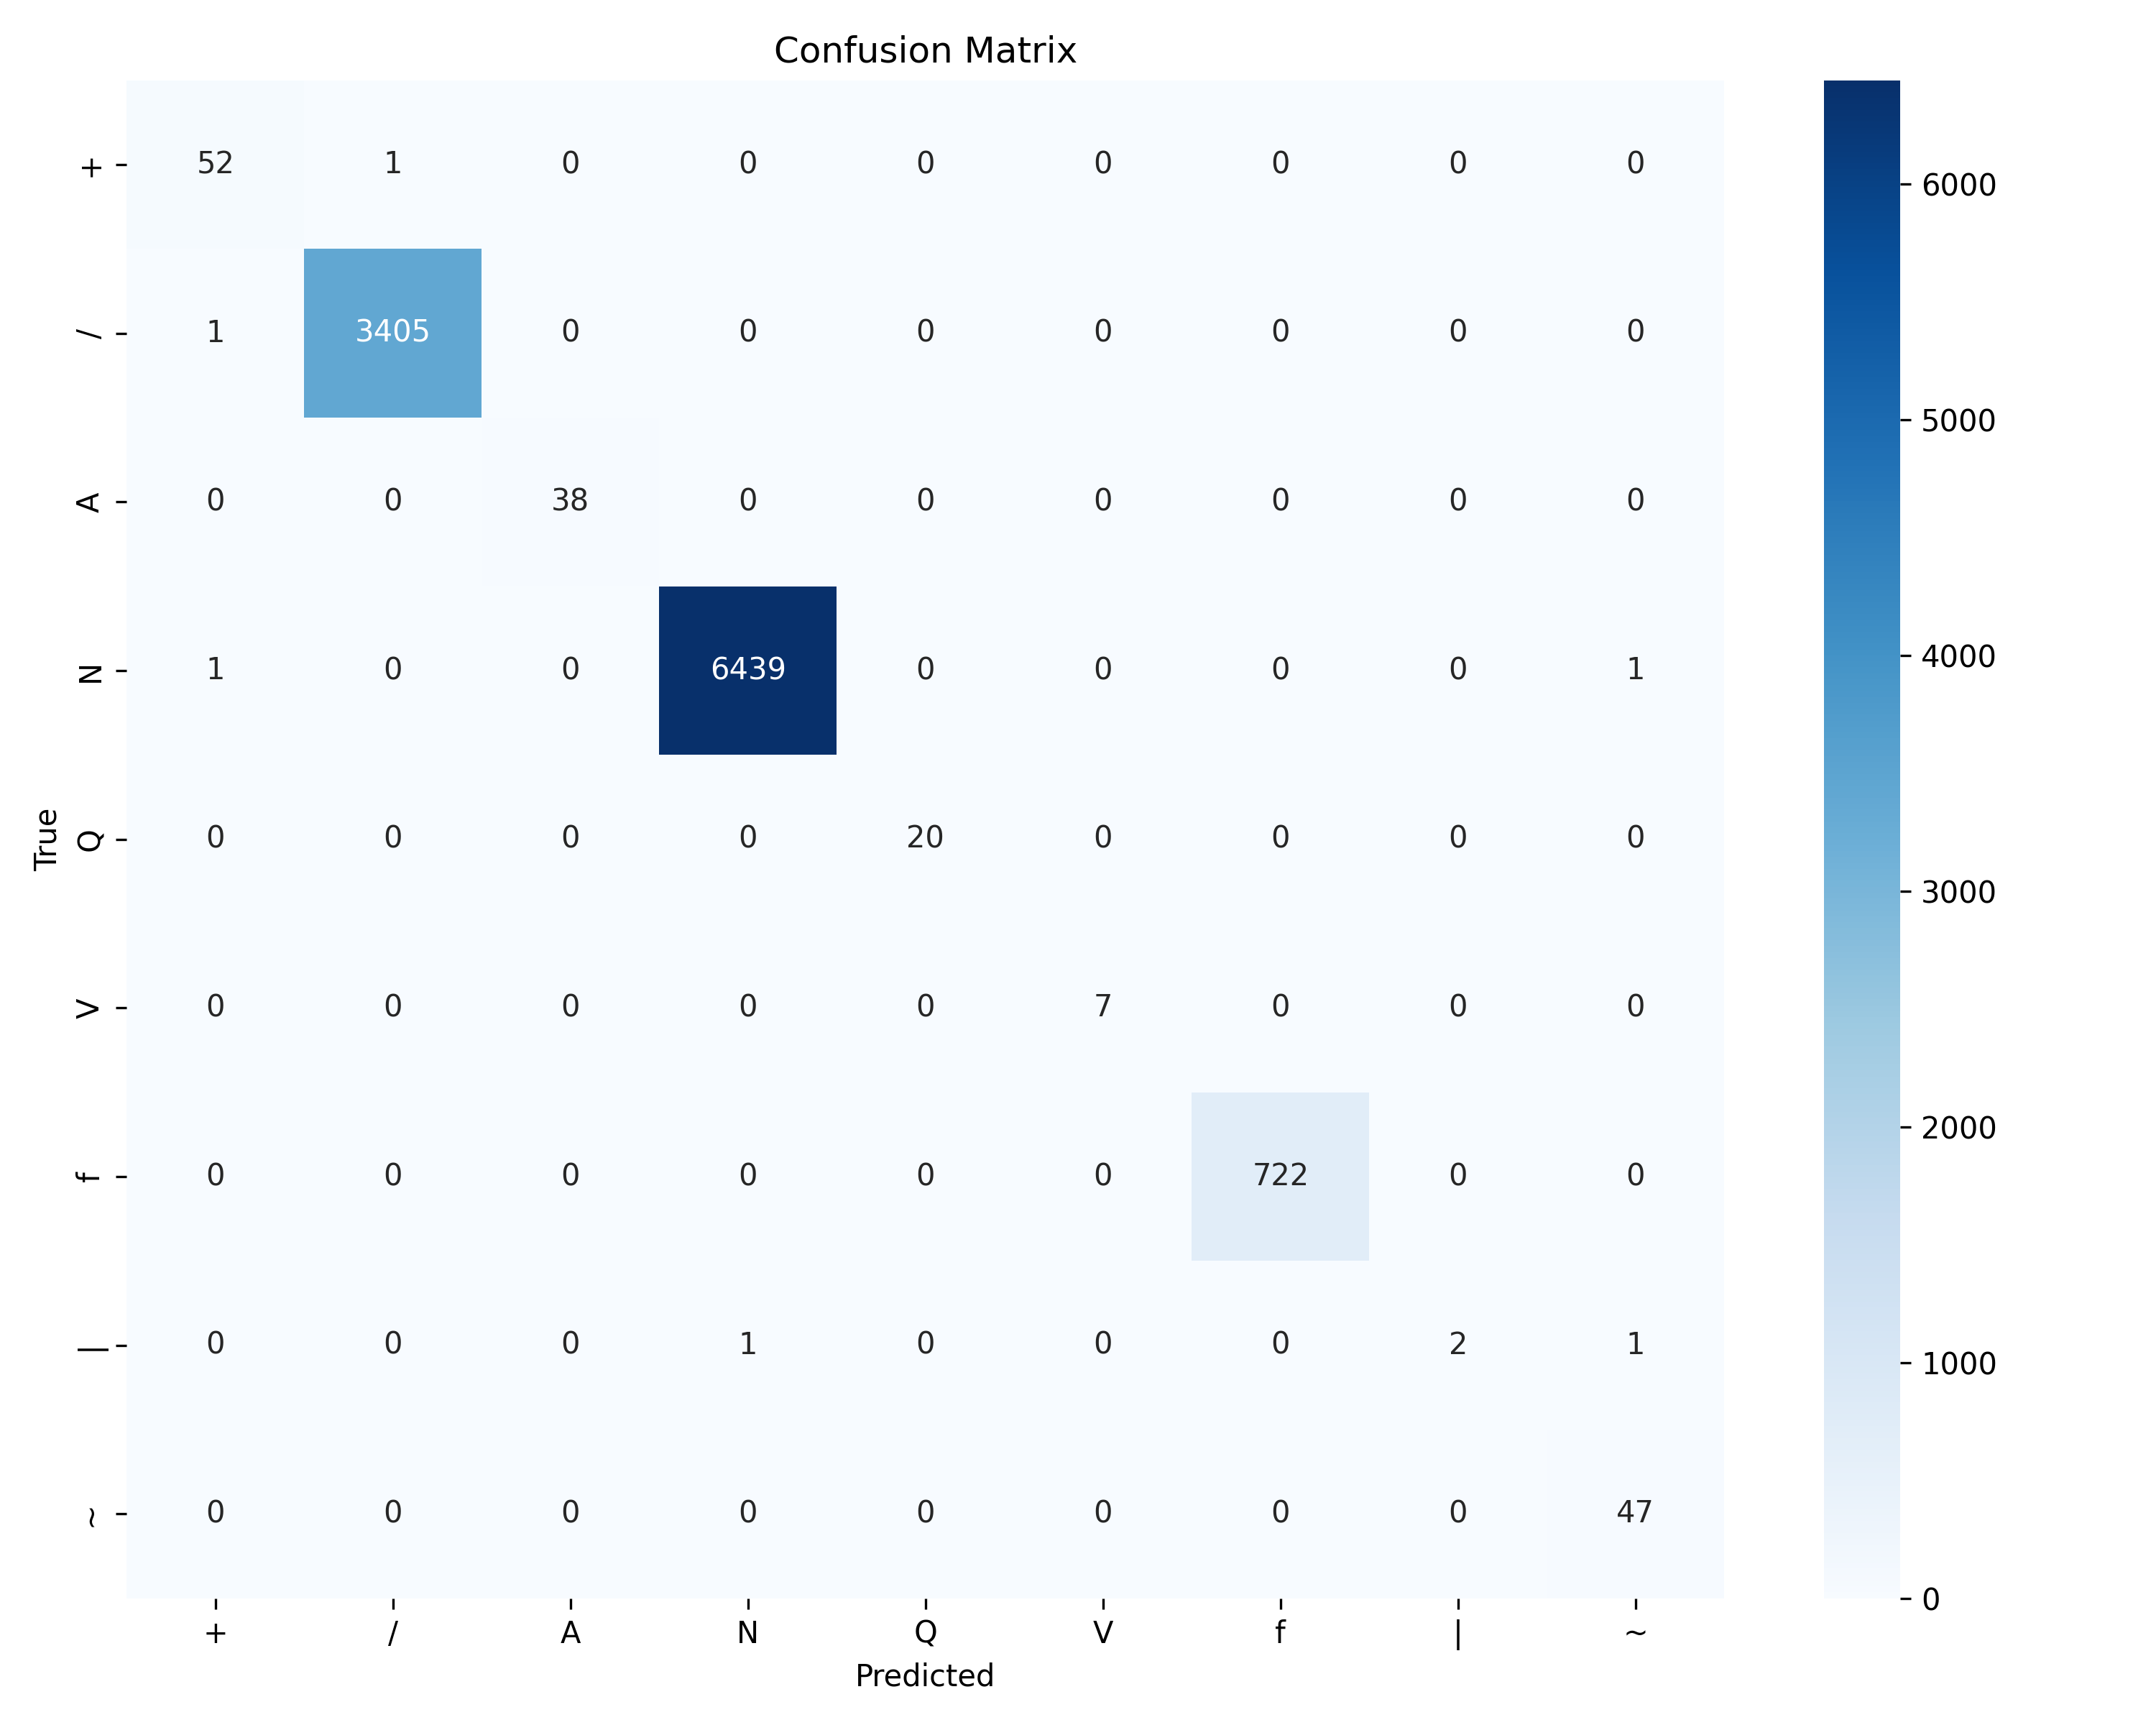 Confusion Matrix
+ 52 1 0 0 0 0 0 0 0
/ 1 3405 0 0 0 0 0 0 0
A 0 0 38 0 0 0 0 0 0
N 1 0 0 6439 0 0 0 0 1
Q 0 0 0 0 20 0 0 0 0
V 0 0 0 0 0 7 0 0 0
f 0 0 0 0 0 0 722 0 0
| 0 0 0 1 0 0 0 2 1
~ 0 0 0 0 0 0 0 0 47
+ / A N Q V f | ~
Predicted
True
6000
5000
4000
3000
2000
1000
0